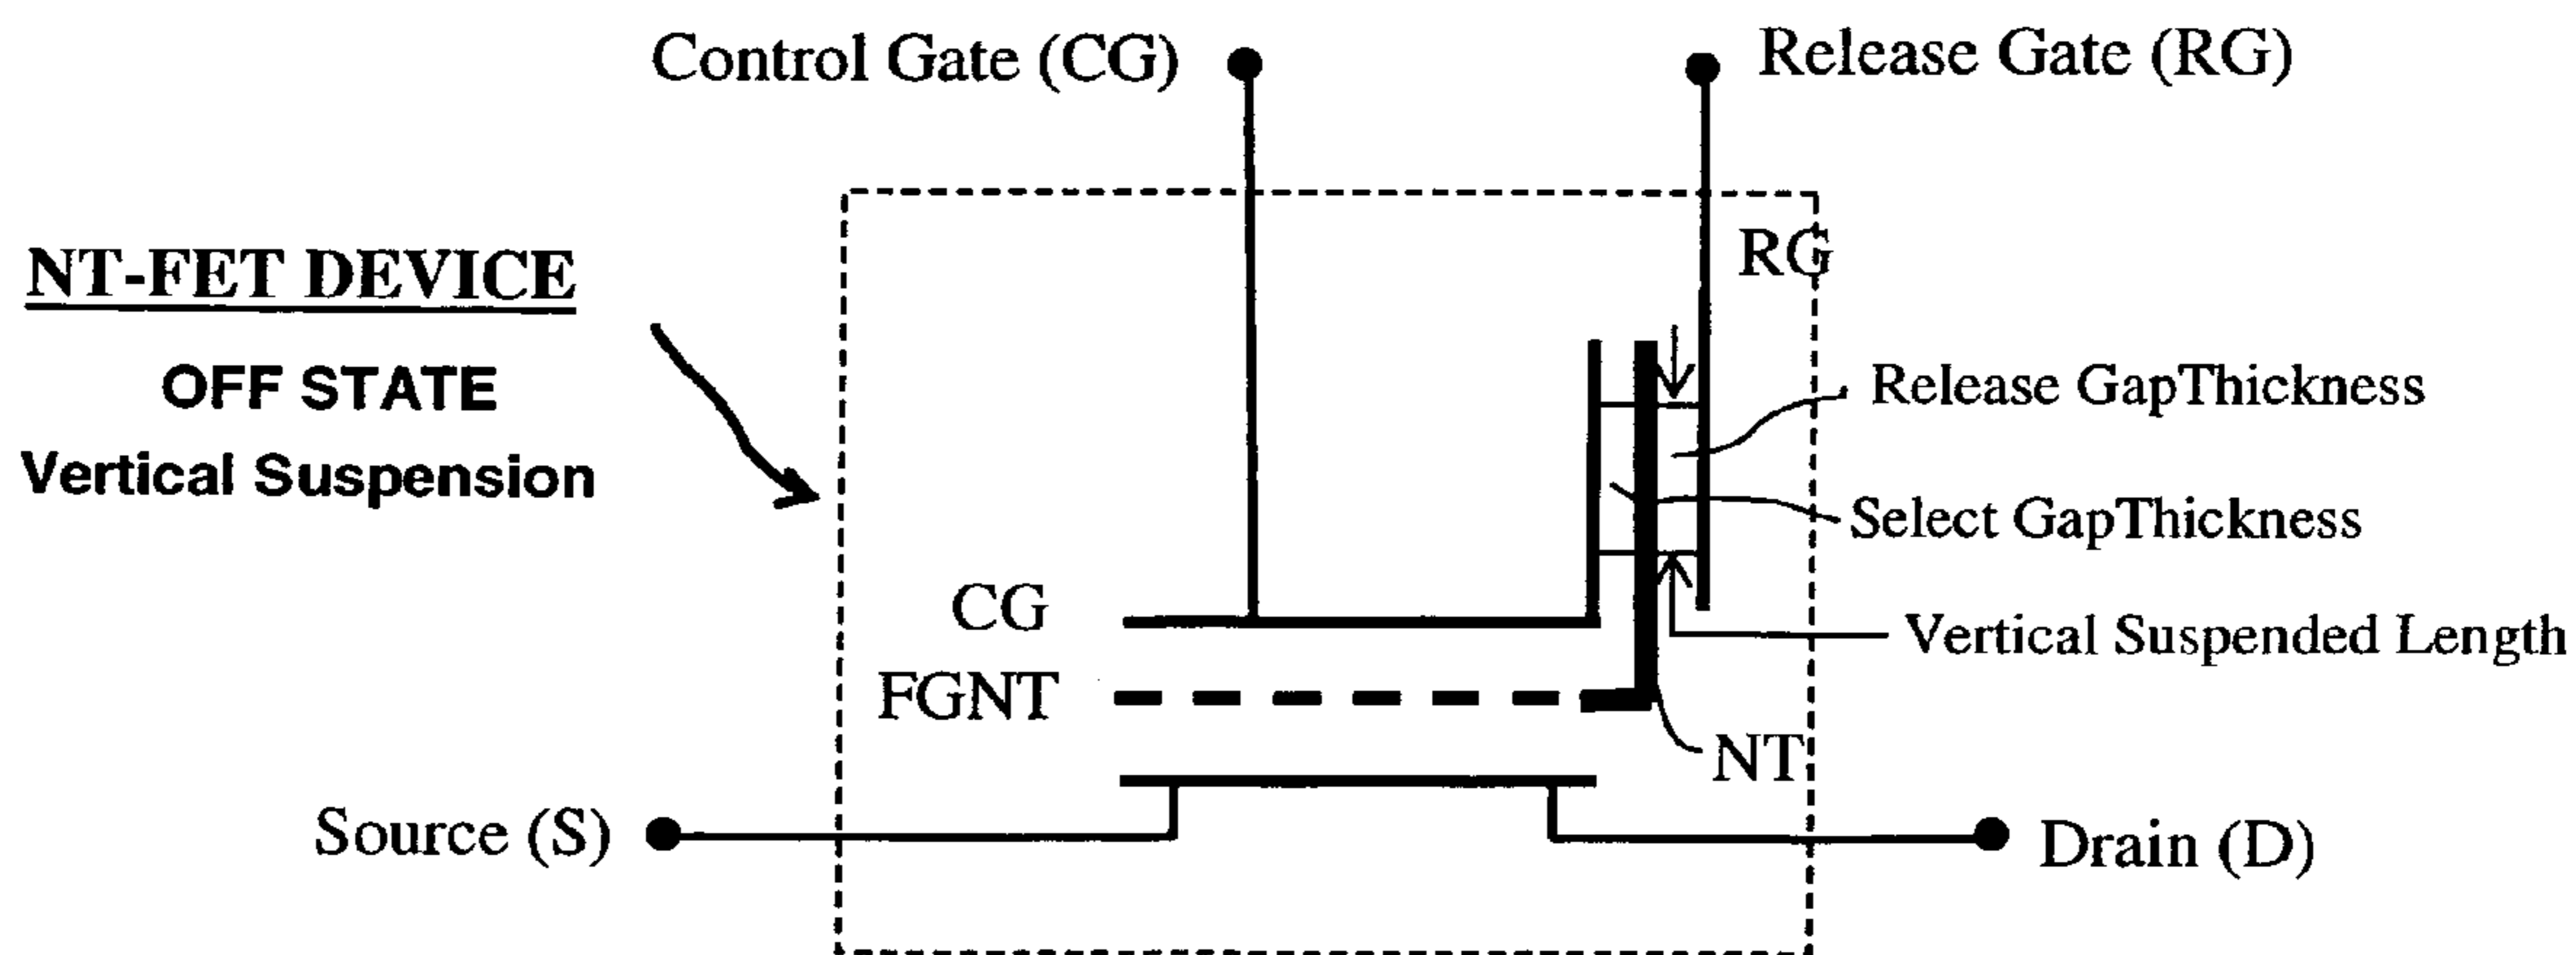 Control Gate (CG)
Release Gate (RG)
NT-FET DEVICE
OFF STATE
Vertical Suspension
RG
Release GapThickness
Select GapThickness
CG
Vertical Suspended Length
FGNT
NT
Source (S)
Drain (D)